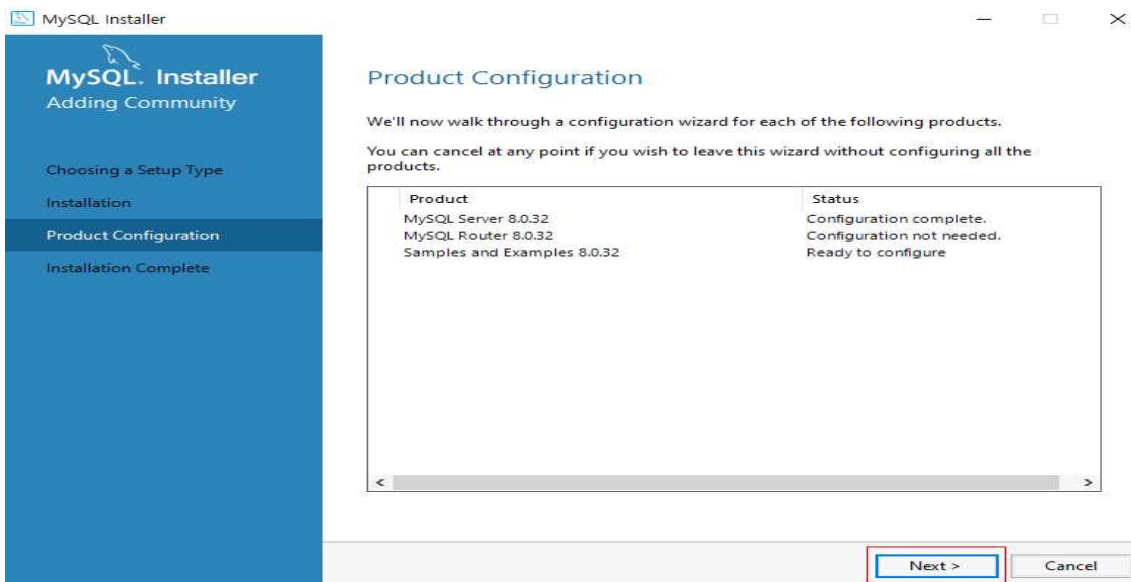 MySQL Installer
MySQL. Installer
Adding Community
Choosing a Setup Type
Installation
Product Configuration
Installation Complete
Product Configuration
We'll now walk through a configuration wizard for each of the following products.
You can cancel at any point if you wish to leave this wizard without configuring all the
products.
Product Status
MySQL Server 8.0.32 Configuration complete.
MySQL Router 8.0.32 Configuration not needed.
Samples and Examples 8.0.32 Ready to configure
Next > Cancel